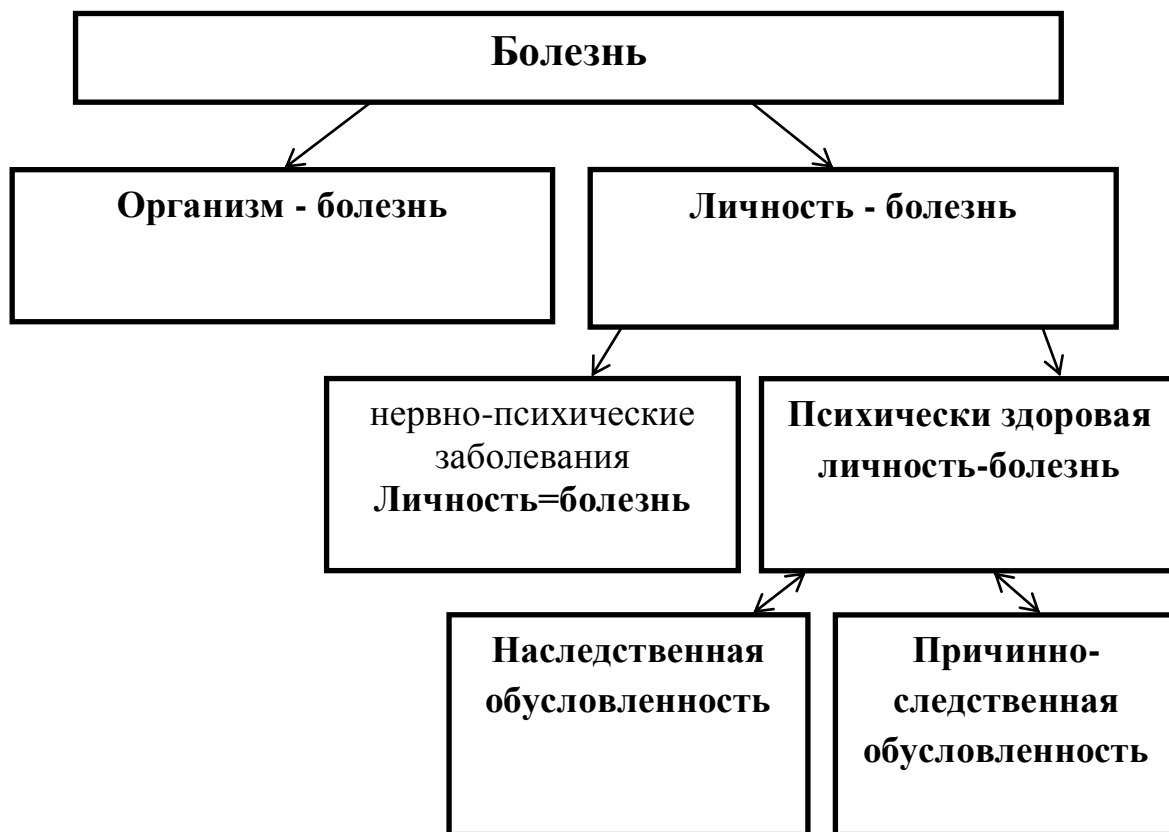 Болезнь
Организм - болезнь
Личность - болезнь
нервно-психические
заболевания
Личность=болезнь
Психически здоровая
личность-болезнь
Наследственная
обусловленность
Причинно-
следственная
обусловленность